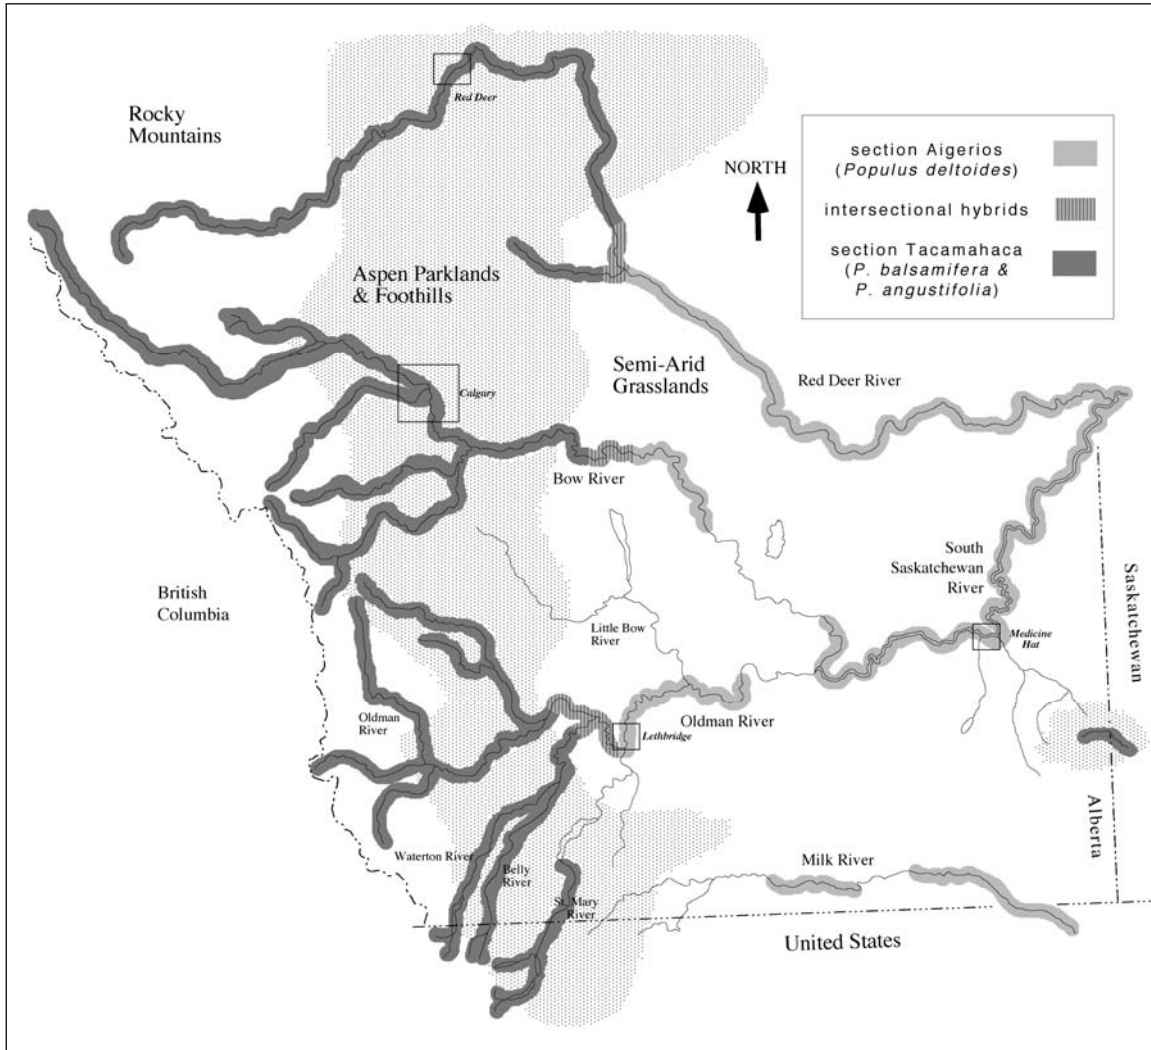 Rocky
Mountains
Red Deer
NORTH
section Aigerios
(Populus deltoides)
intersectional hybrids
section Tacamahaca
(P. balsamifera &
P. angustifolia)
Aspen Parklands
& Foothills
Semi-Arid
Grasslands
Red Deer River
Calgary
Bow River
South
Saskatchewan
River
Saskatchewan
British
Columbia
Little Bow
River
Medicine
Hat
Oldman
River
Oldman River
Lethbridge
Alberta
Waterton River
Belly
River
Milk River
St. Mary
River
United States